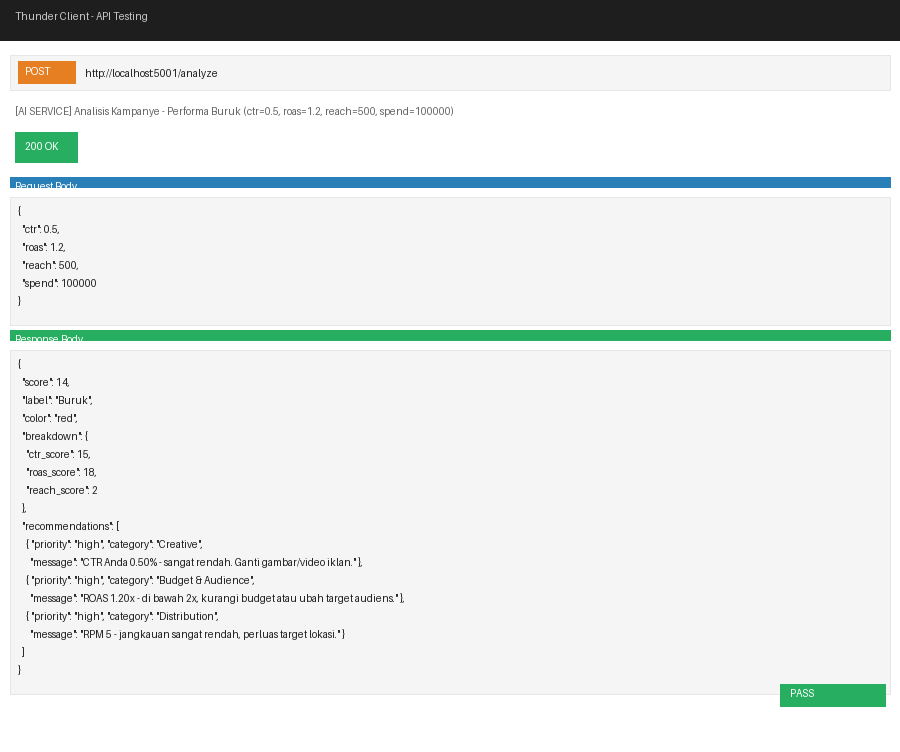 Thunder Client - API Testing
POST http://localhost:5001/analyze
[AI SERVICE] Analisis Kampanye - Performa Buruk (ctr=0.5, roas=1.2, reach=500, spend=100000)
200 OK
Request Body
{
"ctr": 0.5,
"roas": 1.2,
"reach": 500,
"spend": 100000
}
Response Body
{
"score": 14,
"label": "Buruk",
"color": "red",
"breakdown": {
"ctr_score": 15,
"roas_score": 18,
"reach_score": 2
},
"recommendations": [
{ "priority": "high", "category": "Creative",
"message": "CTR Anda 0.50% - sangat rendah. Ganti gambar/video iklan." },
{ "priority": "high", "category": "Budget & Audience",
"message": "ROAS 1.20x - di bawah 2x, kurangi budget atau ubah target audiens." },
{ "priority": "high", "category": "Distribution",
"message": "RPM 5 - jangkauan sangat rendah, perluas target lokasi." }
]
}
PASS